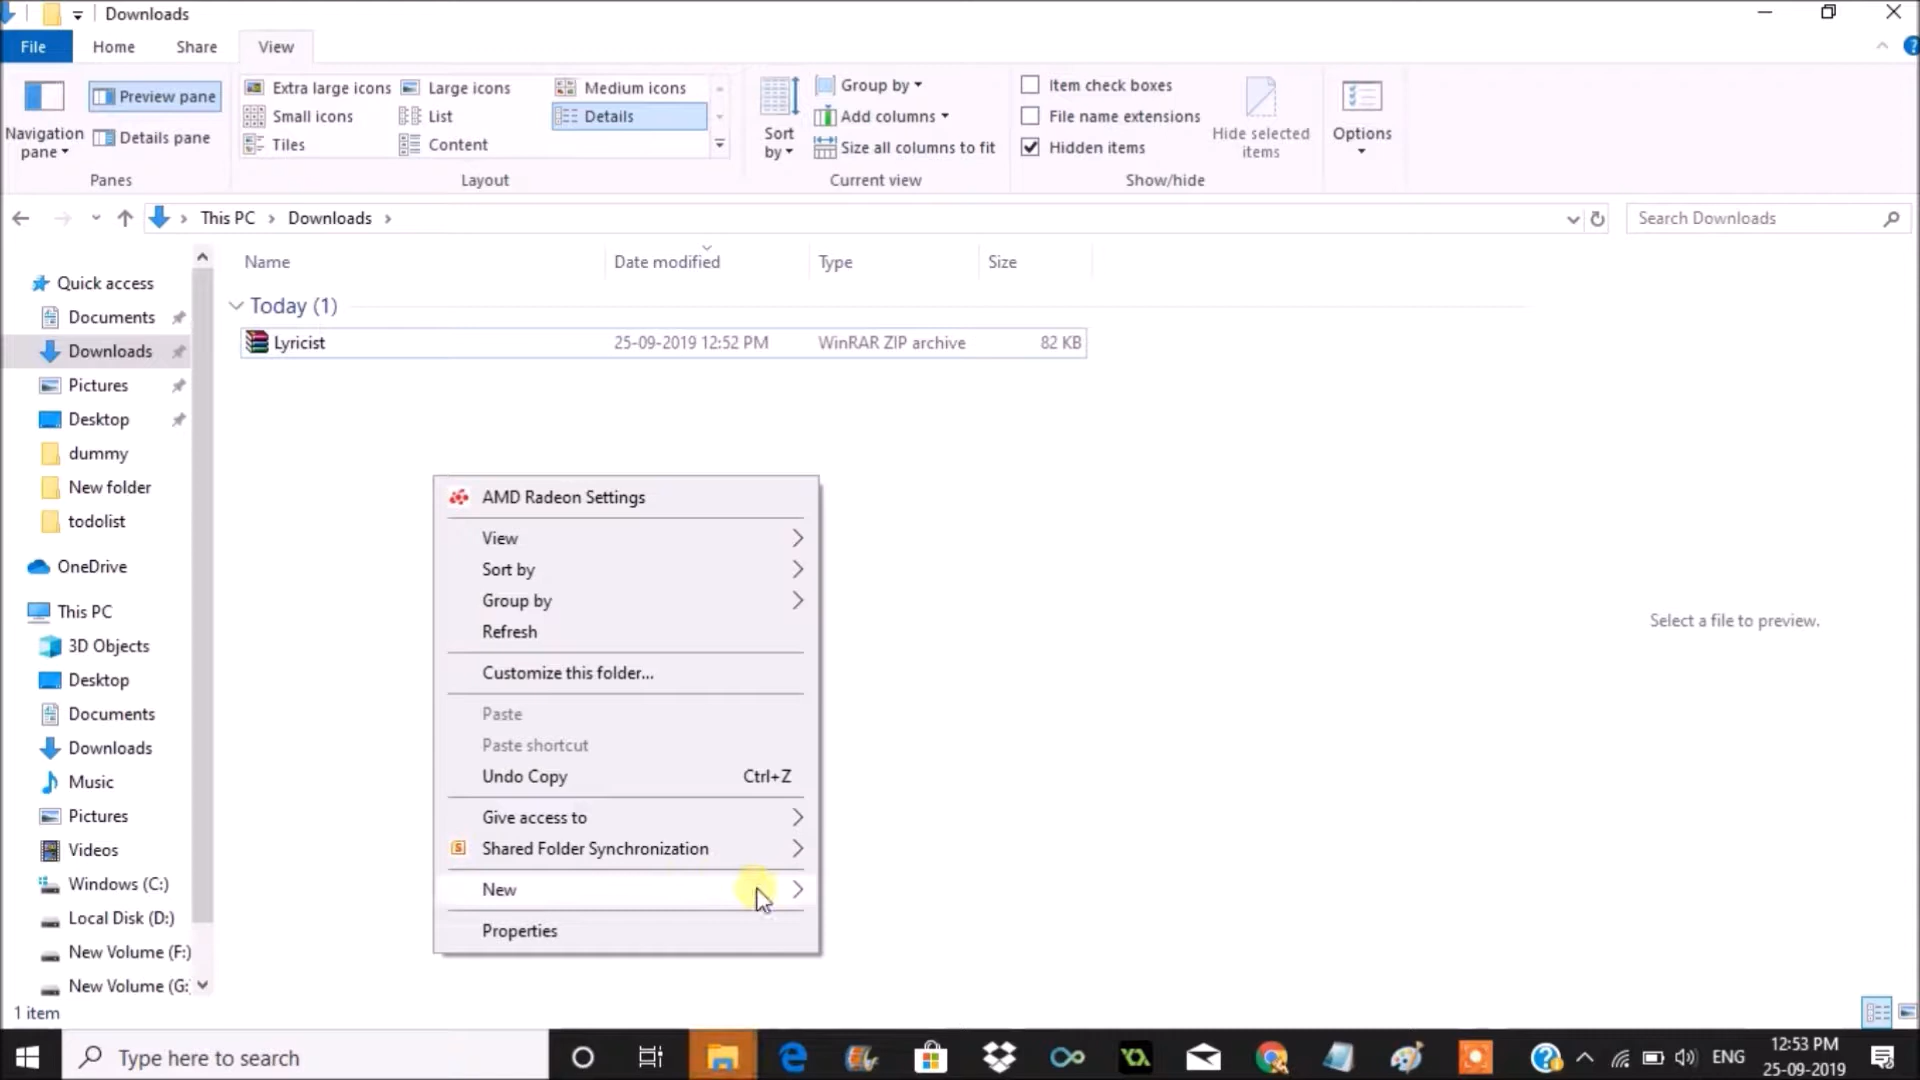 Downloads
File Home Share View
Navigation pane
Preview pane
Details pane
Panes
Extra large icons Large icons Medium icons
Small icons List Details
Tiles Content
Layout
Sort by
Group by
Add columns
Size all columns to fit
Current view
Item check boxes
File name extensions
Hidden items
Hide selected items
Show/hide
Options
This PC Downloads
Search Downloads
Name Date modified Type Size
Today (1)
Lyricist 25-09-2019 12:52 PM WinRAR ZIP archive 82 KB
Quick access
Documents
Downloads
Pictures
Desktop
dummy
New folder
todolist
OneDrive
This PC
3D Objects
Desktop
Documents
Downloads
Music
Pictures
Videos
Windows (C:)
Local Disk (D:)
New Volume (F:)
New Volume (G:
AMD Radeon Settings
View
Sort by
Group by
Refresh
Customize this folder...
Paste
Paste shortcut
Undo Copy Ctrl+Z
Give access to
Shared Folder Synchronization
New
Properties
Select a file to preview.
1 item
Type here to search
ENG
12:53 PM
25-09-2019